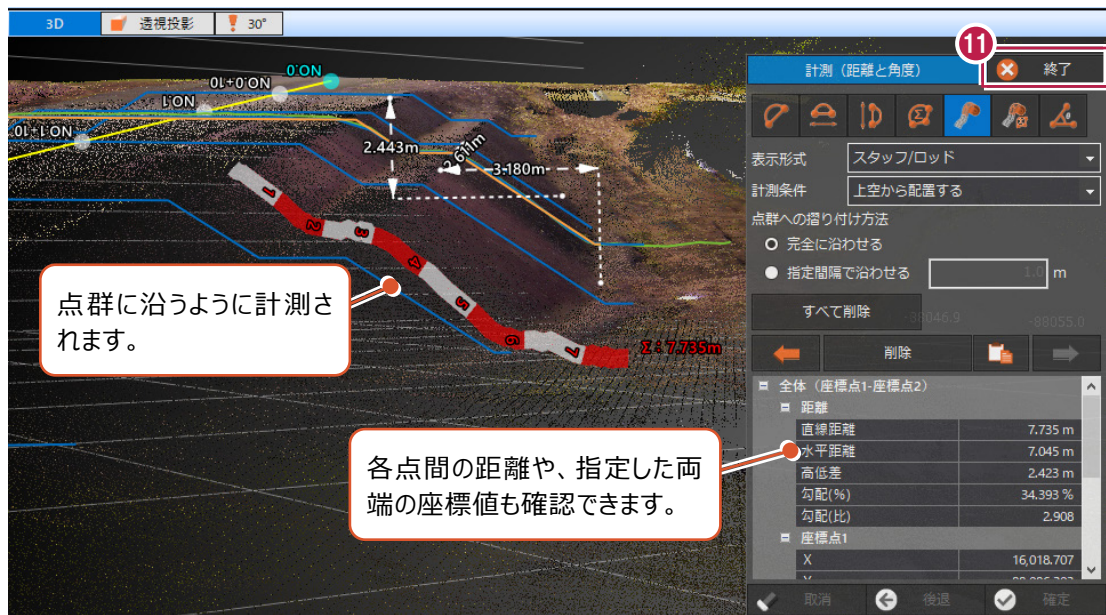 3D
透視投影
30°
⑪
計測（距離と角度）
終了
0'ON
NO.0+10
NO.1
NO.1+10
2.443m
2.611m
3.180m
1
2
3
4
5
6
7
Σ：7.735m
点群に沿うように計測さ
れます。
各点間の距離や、指定した両
端の座標値も確認できます。
表示形式
スタッフ/ロッド
計測条件
上空から配置する
点群への摺り付け方法
完全に沿わせる
指定間隔で沿わせる
1.0 m
すべて削除
-88055.0
削除
全体（座標点1-座標点2）
距離
直線距離 7.735 m
水平距離 7.045 m
高低差 2.423 m
勾配(%) 34.393 %
勾配(比) 2.908
座標点1
X 16,018.707
取消
後退
確定